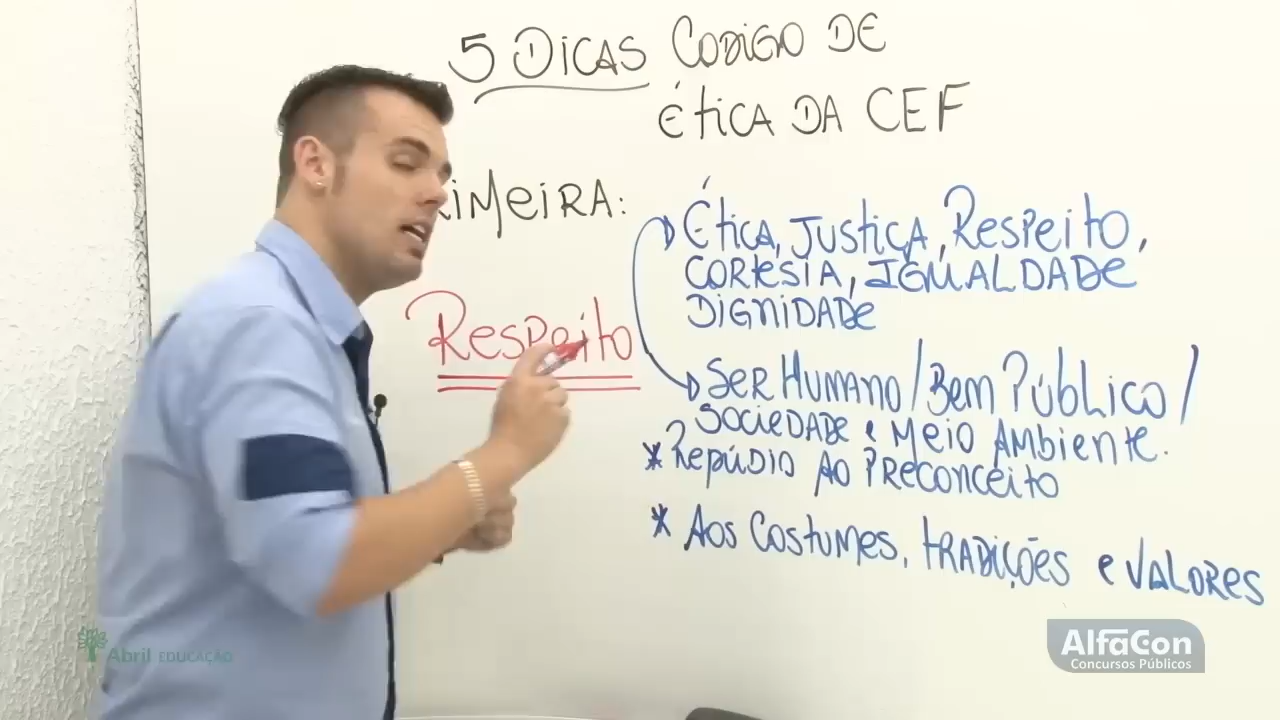 5 DICAS CODIGO DE
ÉTICA DA CEF
RIMEIRA:
Respeito
Ética, Justiça, Respeito,
CORTESIA, IGUALDADE
DIGNIDADE
SER HUMANO / Bem Público /
SOCIEDADE e Meio AMBIENTE.
* Repúdio AO PRECONCEITO
* Aos Costumes, TRADIÇÕES e VALORES
Abril EDUCAÇÃO
AlfaCon
Concursos Públicos